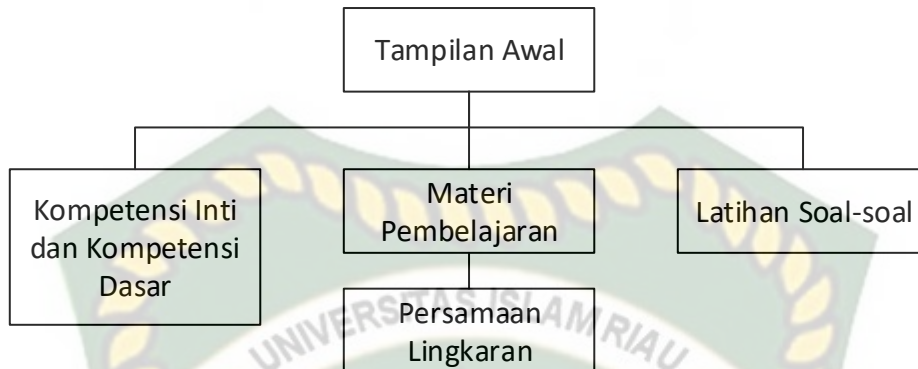 Tampilan Awal
Kompetensi Inti
dan Kompetensi
Dasar
Materi
Pembelajaran
Latihan Soal-soal
Persamaan
Lingkaran
UNIVERSITAS ISLAM RIAU